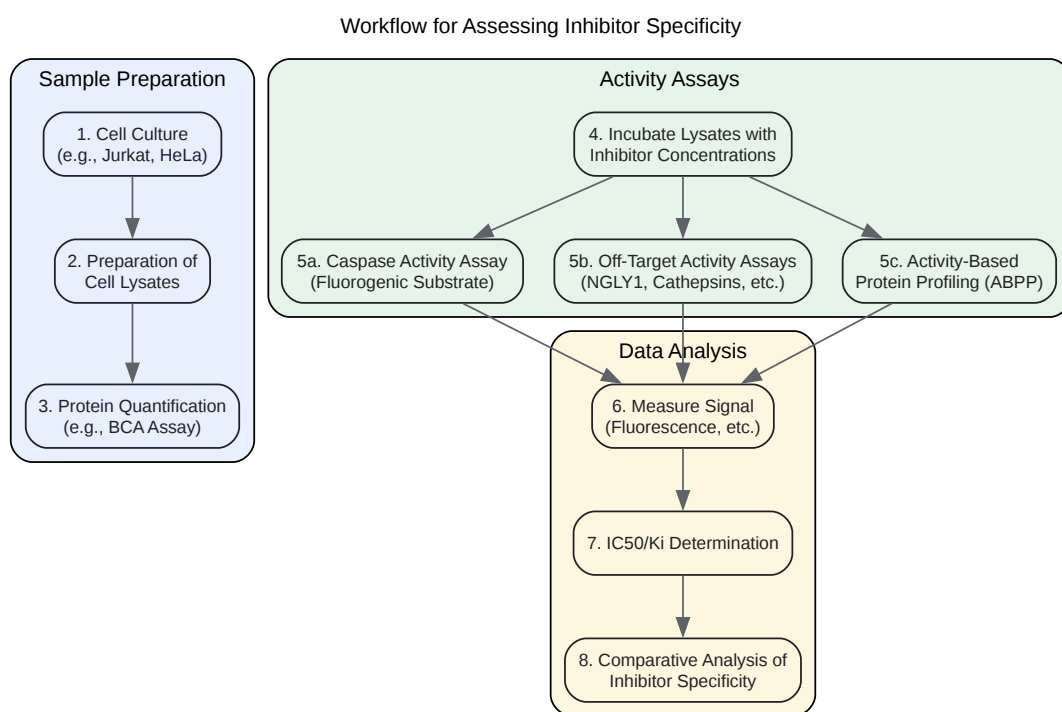 Workflow for Assessing Inhibitor Specificity
Sample Preparation
1. Cell Culture
(e.g., Jurkat, HeLa)
2. Preparation of
Cell Lysates
3. Protein Quantification
(e.g., BCA Assay)
Activity Assays
4. Incubate Lysates with
Inhibitor Concentrations
5a. Caspase Activity Assay
(Fluorogenic Substrate)
5b. Off-Target Activity Assays
(NGLY1, Cathepsins, etc.)
5c. Activity-Based
Protein Profiling (ABPP)
Data Analysis
6. Measure Signal
(Fluorescence, etc.)
7. IC50/Ki Determination
8. Comparative Analysis of
Inhibitor Specificity